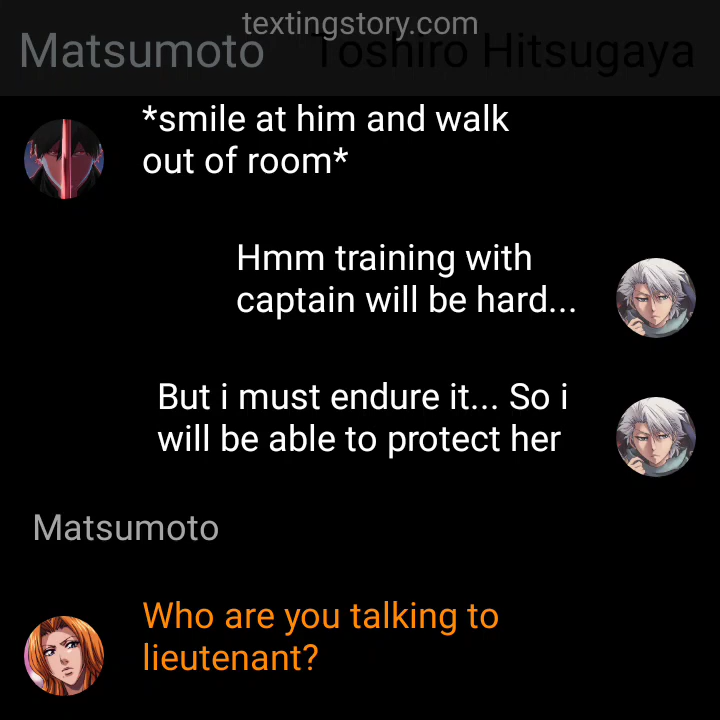 textingstory.com
Matsumoto Toshiro Hitsugaya
*smile at him and walk
out of room*
Hmm training with
captain will be hard...
But i must endure it... So i
will be able to protect her
Matsumoto
Who are you talking to
lieutenant?